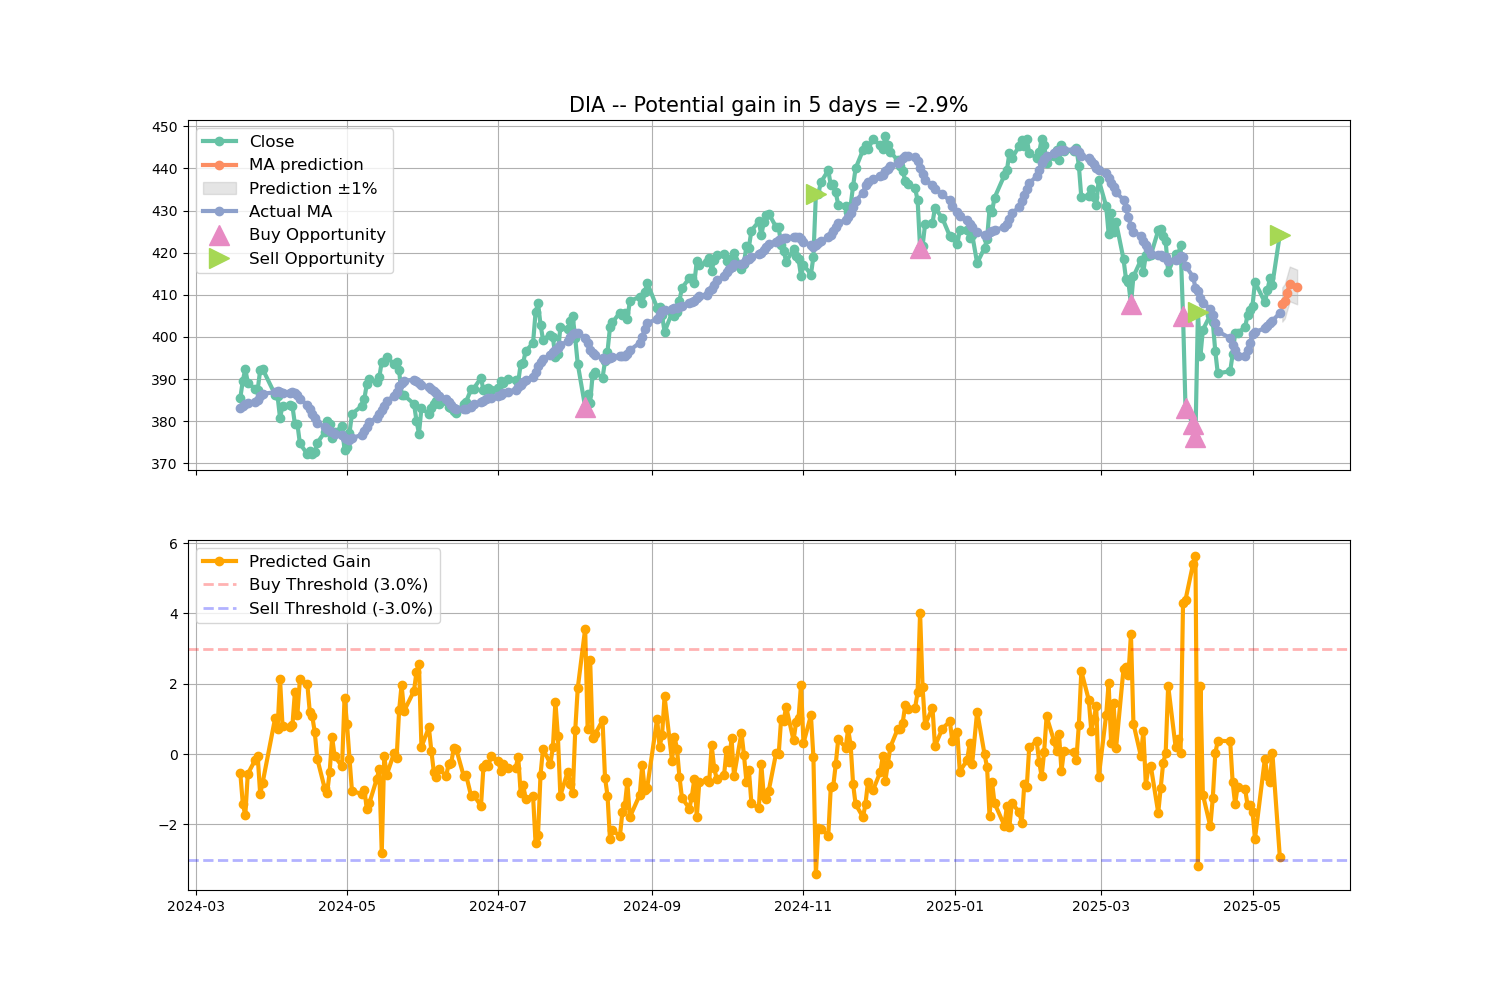 DIA -- Potential gain in 5 days = -2.9%
450
440
430
420
410
400
390
380
370
Close
MA prediction
Prediction ±1%
Actual MA
Buy Opportunity
Sell Opportunity
6
4
2
0
−2
Predicted Gain
Buy Threshold (3.0%)
Sell Threshold (-3.0%)
2024-03
2024-05
2024-07
2024-09
2024-11
2025-01
2025-03
2025-05